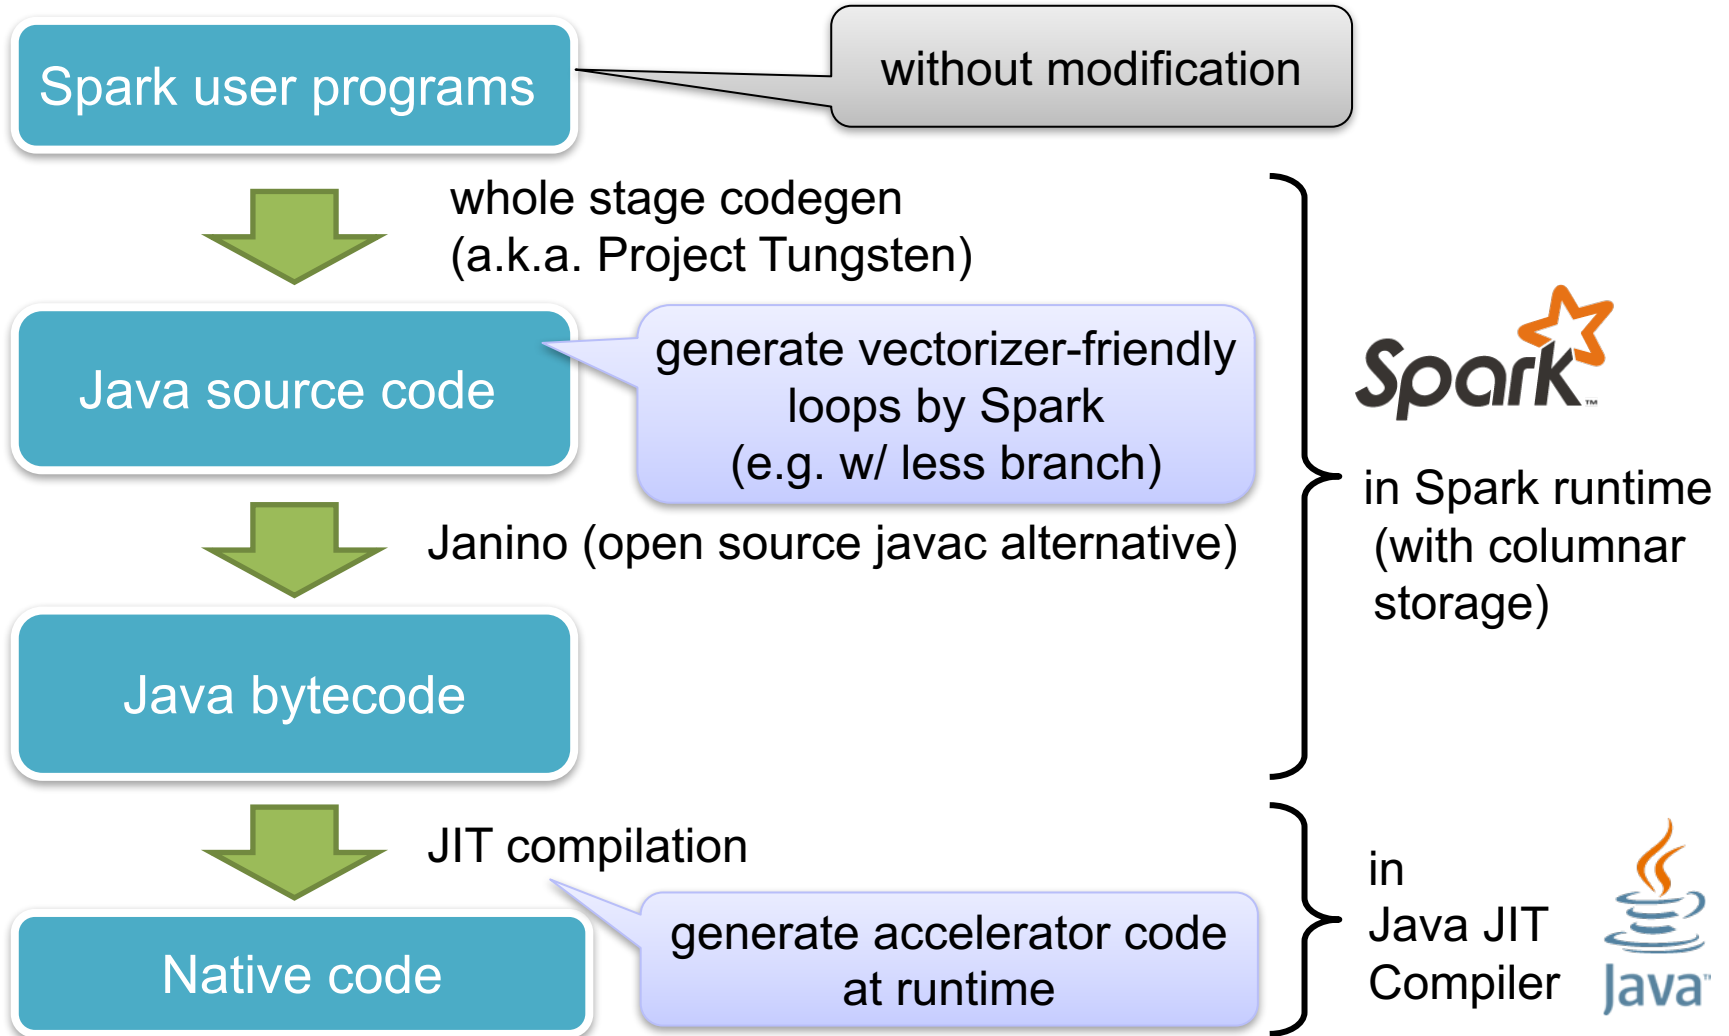 Spark user programs
without modification
whole stage codegen
(a.k.a. Project Tungsten)
Java source code
generate vectorizer-friendly
loops by Spark
(e.g. w/ less branch)
Spark™
in Spark runtime
(with columnar
storage)
Janino (open source javac alternative)
Java bytecode
JIT compilation
generate accelerator code
at runtime
Native code
in
Java JIT
Compiler
Java™